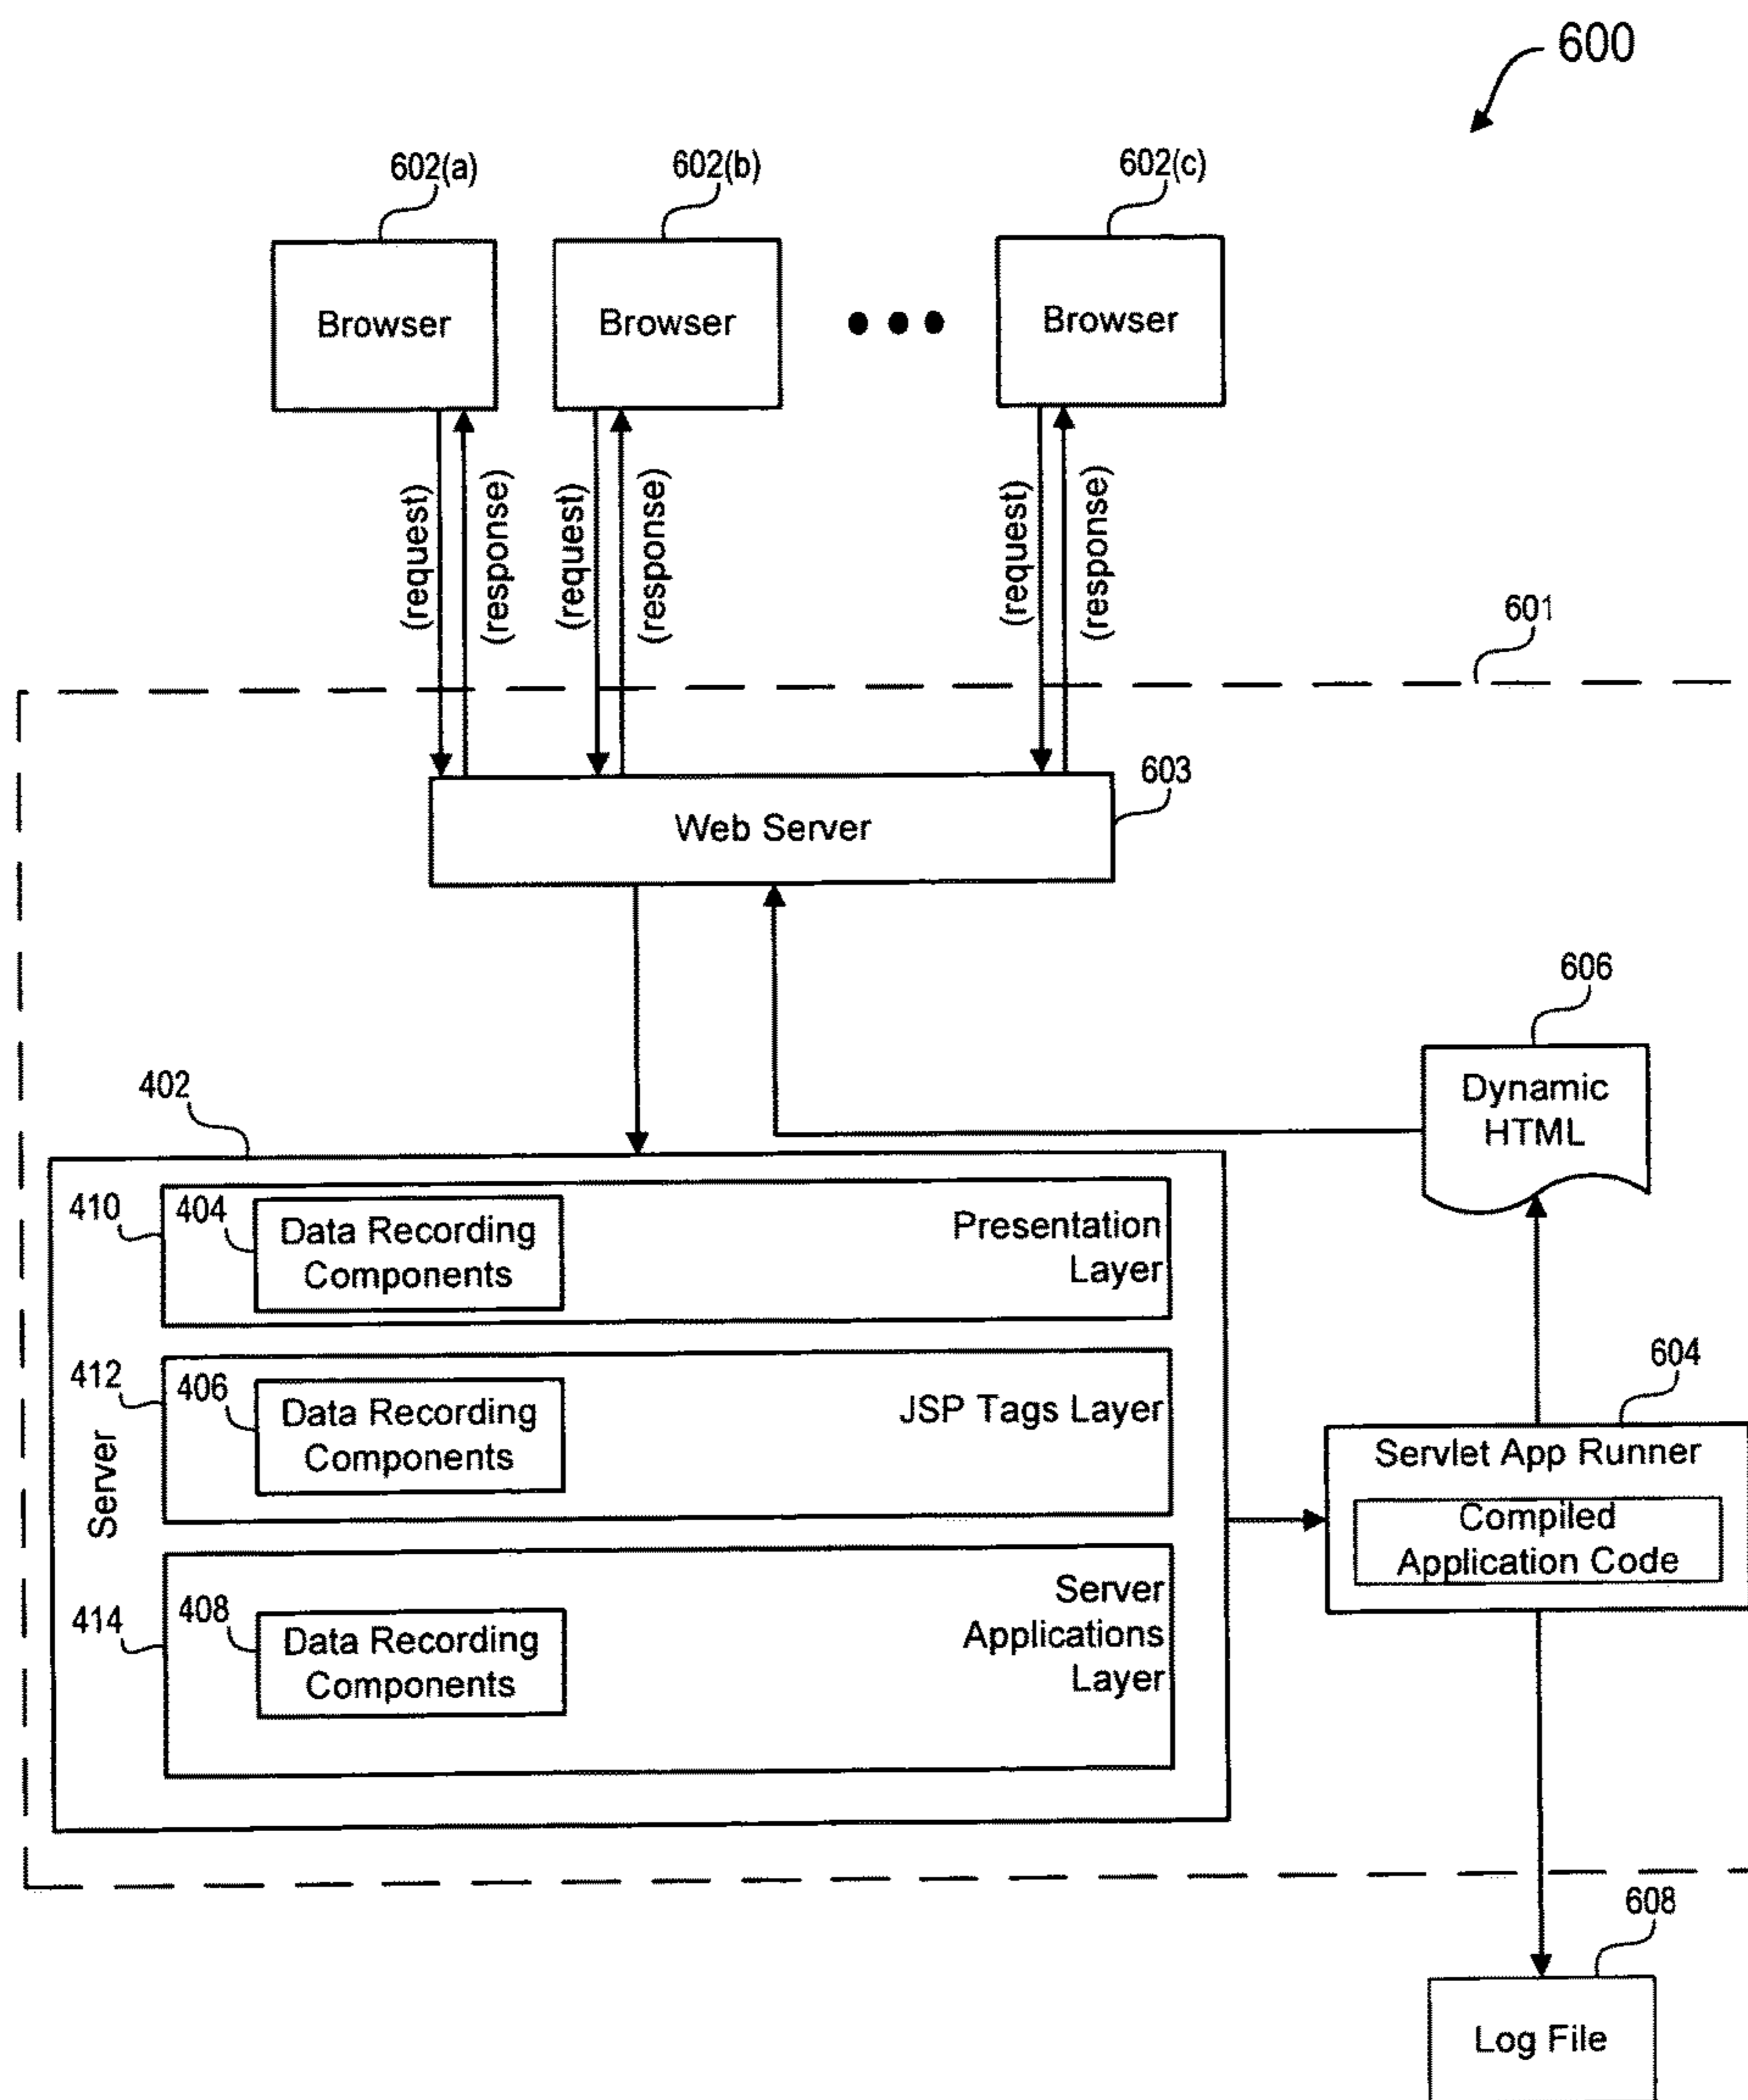 600
602(a)
602(b)
602(c)
Browser
Browser
Browser
(request)
(response)
(request)
(response)
(request)
(response)
601
603
Web Server
606
Dynamic
HTML
402
410
404
Data Recording
Components
Presentation
Layer
412
406
Data Recording
Components
JSP Tags Layer
Server
604
Servlet App Runner
Compiled
Application Code
414
408
Data Recording
Components
Server
Applications
Layer
608
Log File